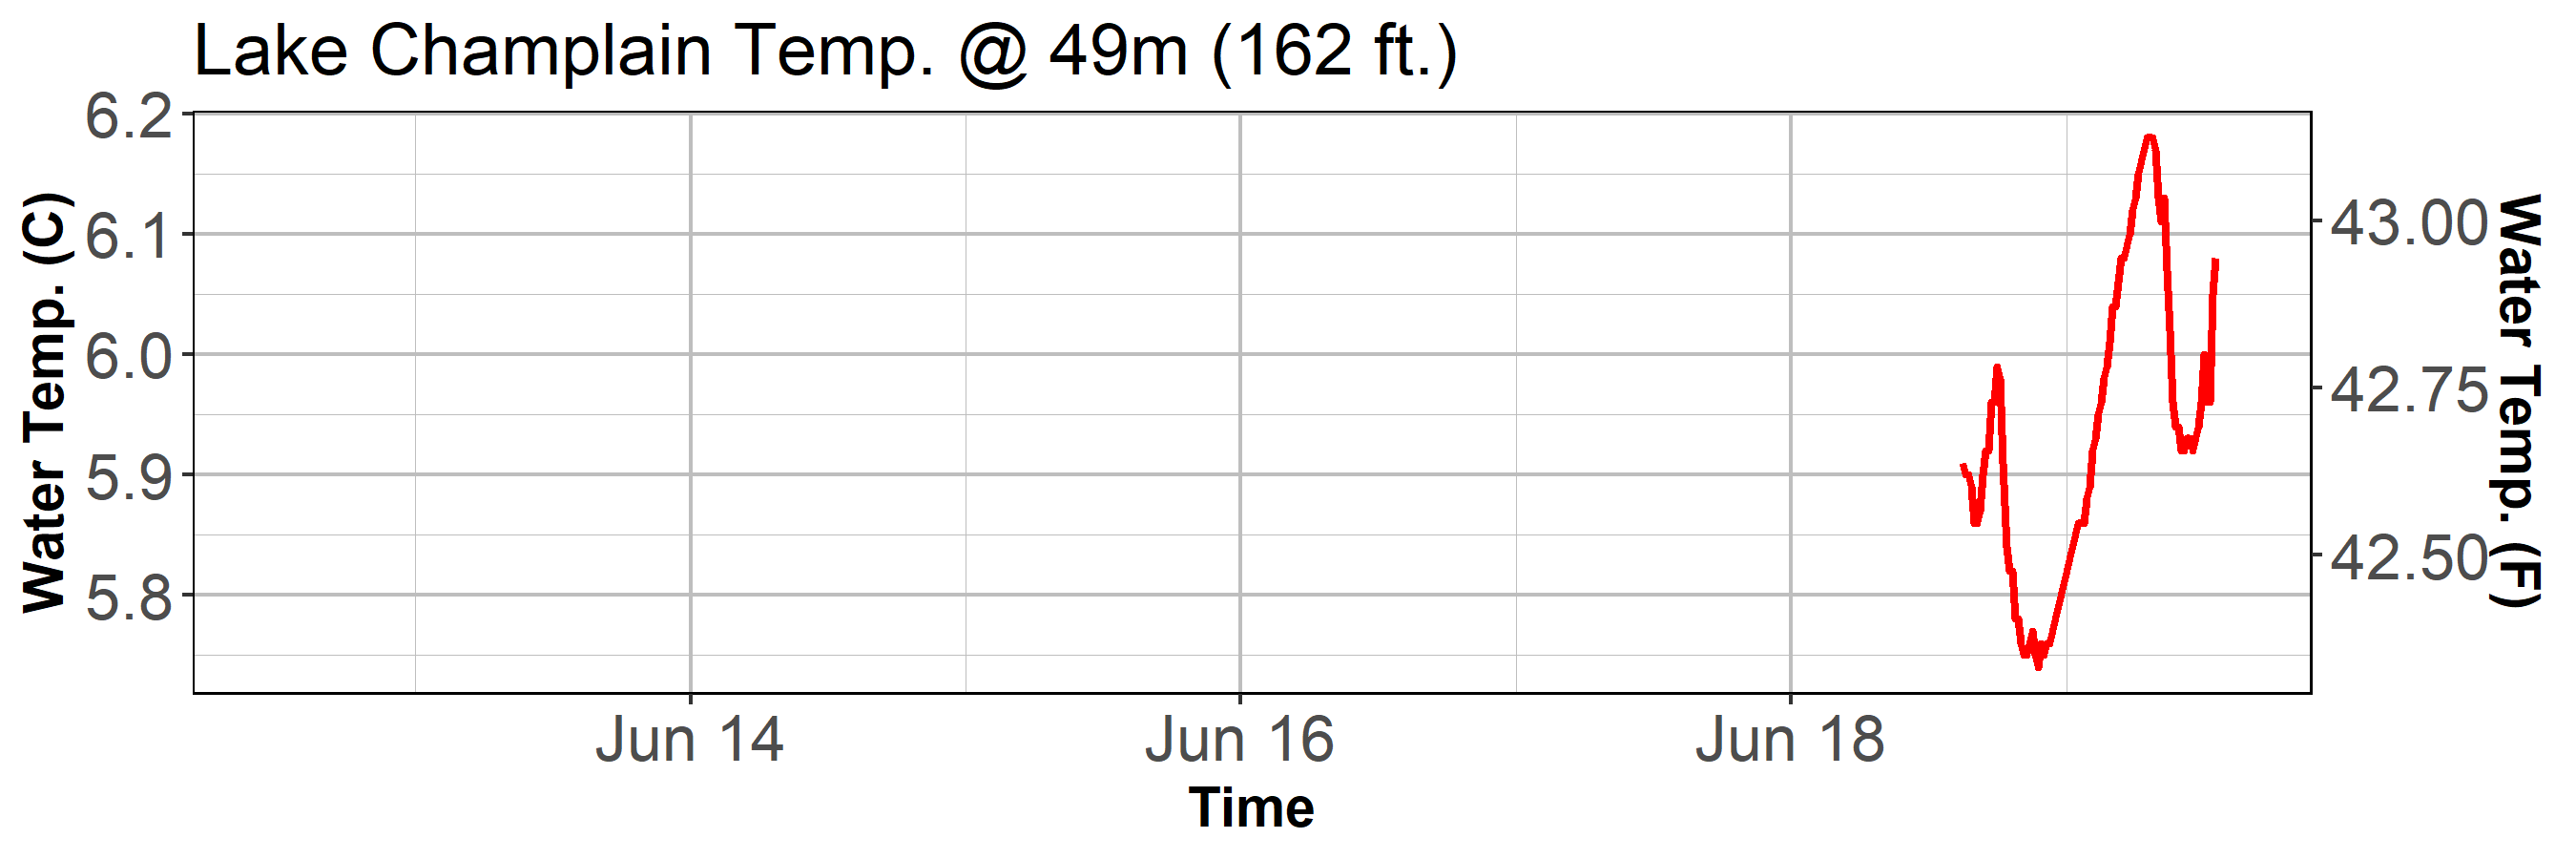 Lake Champlain Temp. @ 49m (162 ft.)
Water Temp. (C)
6.2
6.1
6.0
5.9
5.8
43.00
42.75
42.50
Water Temp. (F)
Jun 14 Jun 16 Jun 18
Time